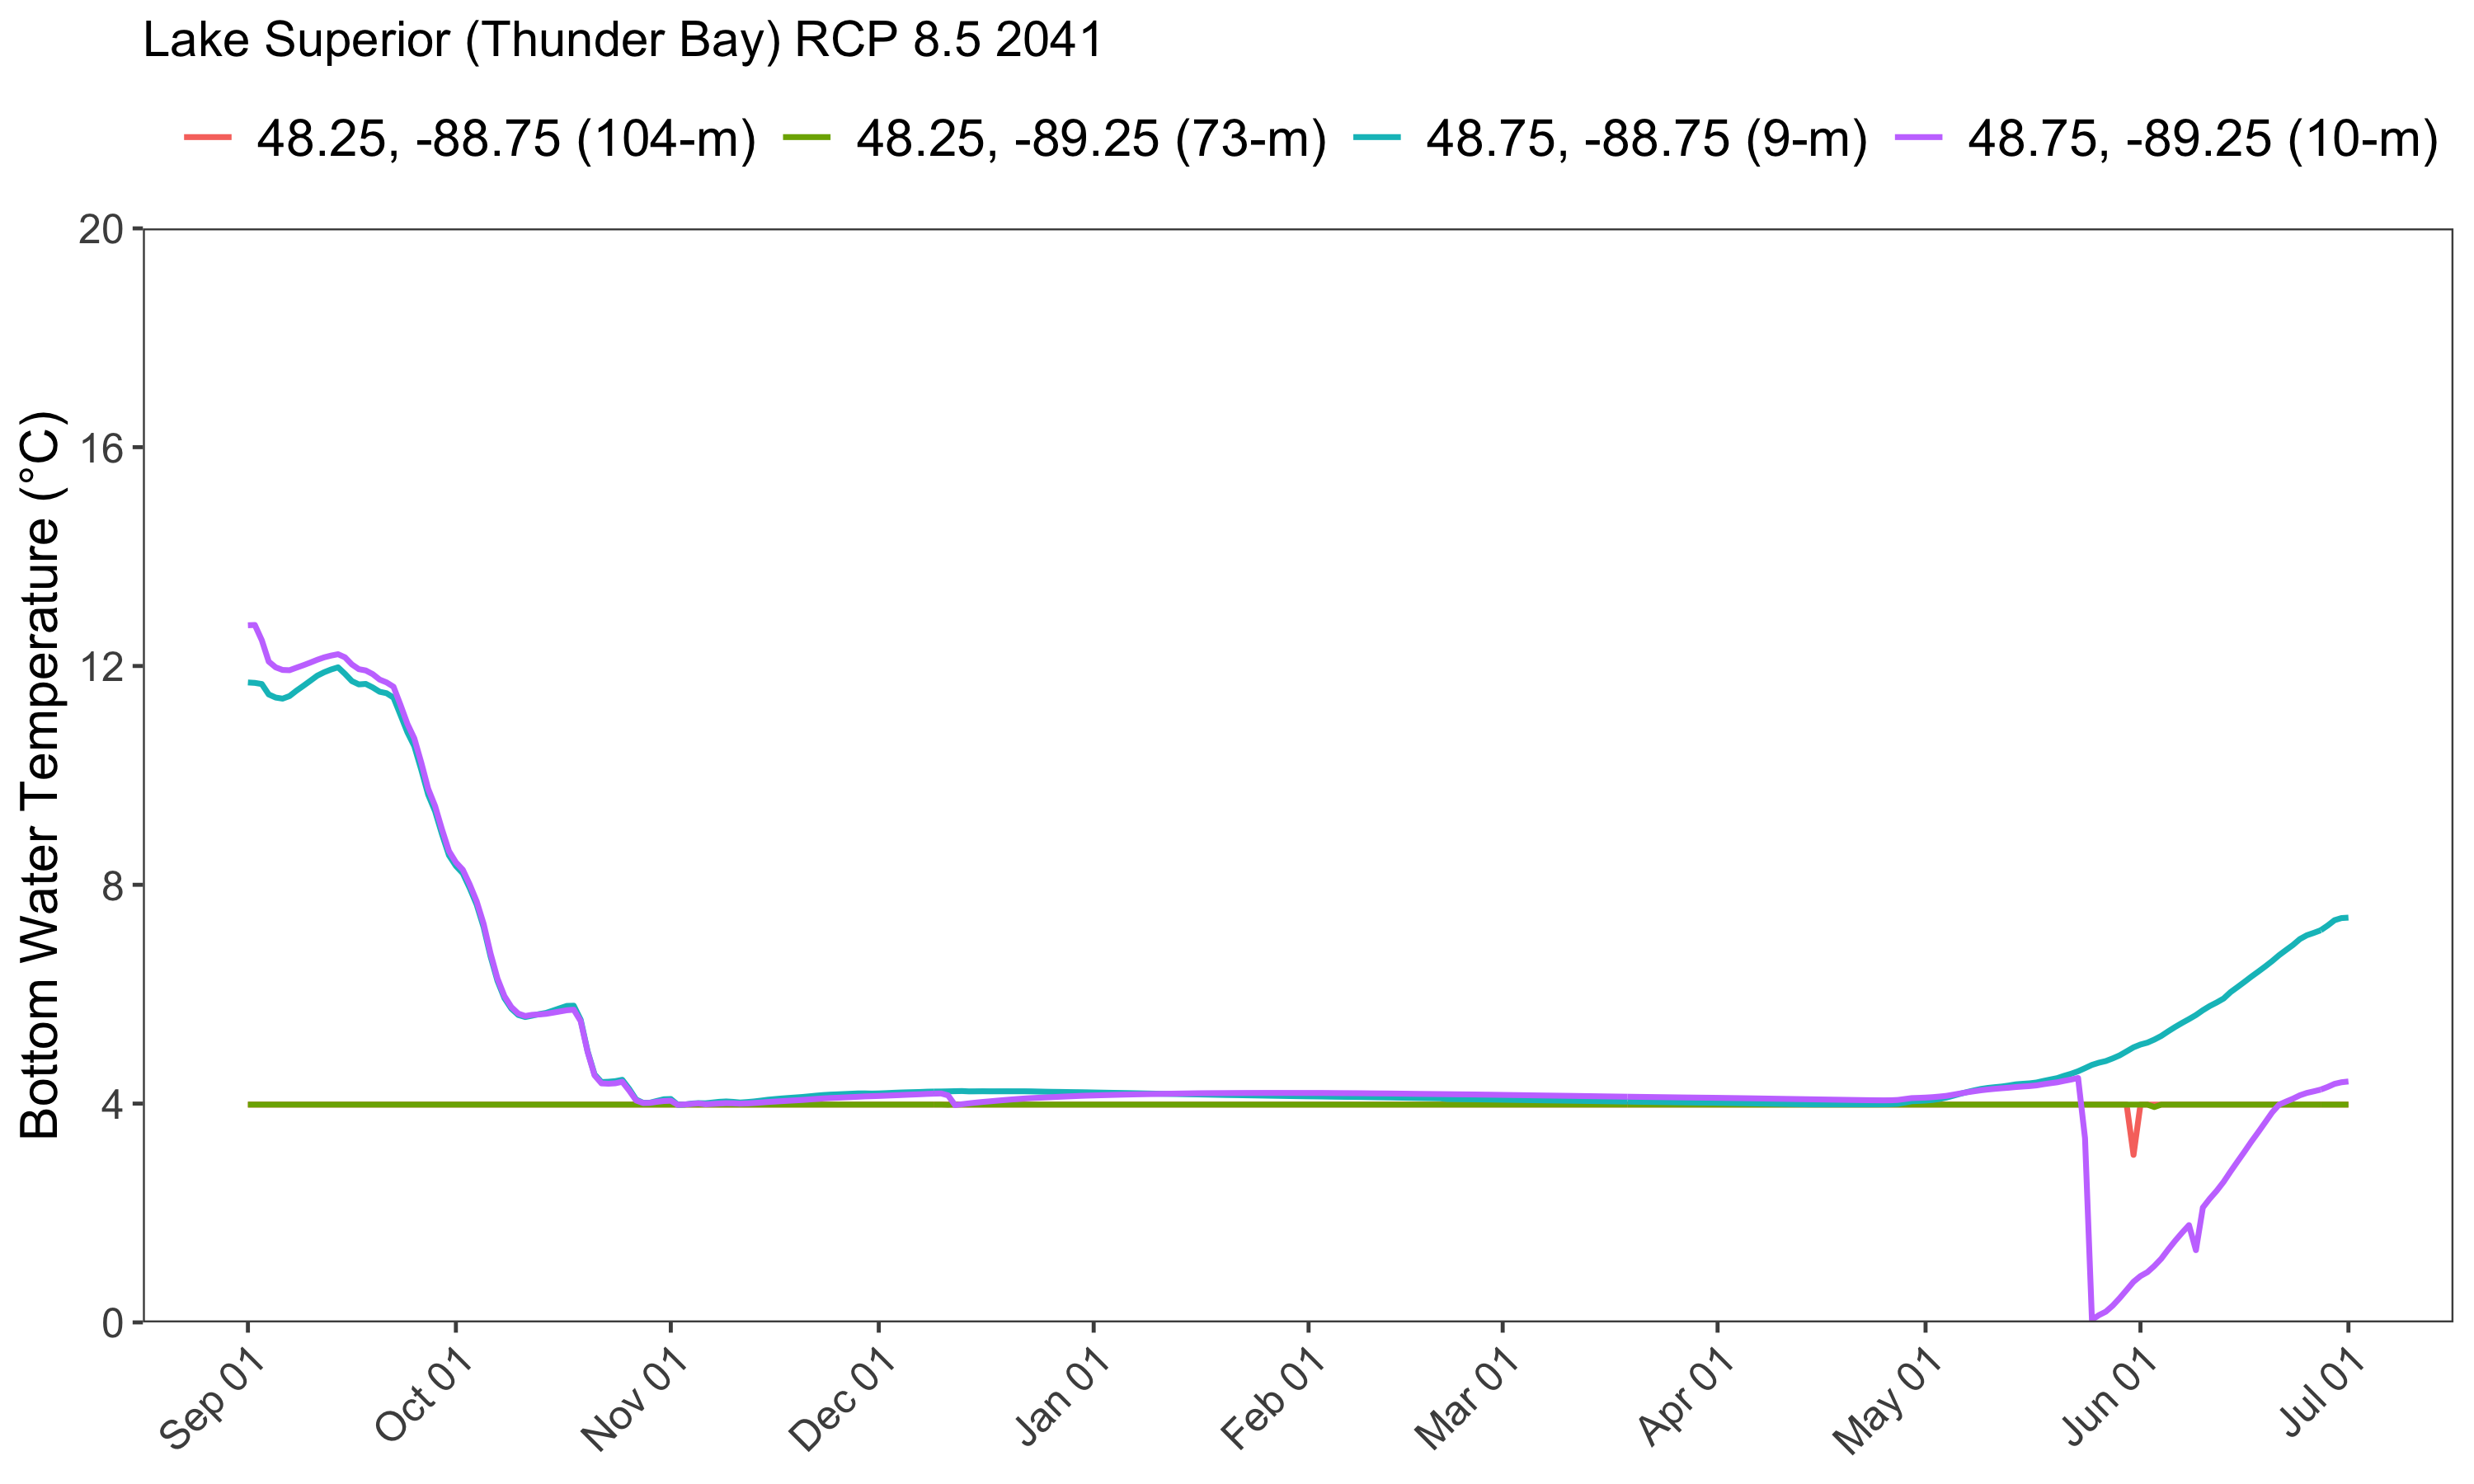 Lake Superior (Thunder Bay) RCP 8.5 2041
48.25, -88.75 (104-m) 48.25, -89.25 (73-m) 48.75, -88.75 (9-m) 48.75, -89.25 (10-m)
Bottom Water Temperature (°C)
20
16
12
8
4
0
Sep 01 Oct 01 Nov 01 Dec 01 Jan 01 Feb 01 Mar 01 Apr 01 May 01 Jun 01 Jul 01